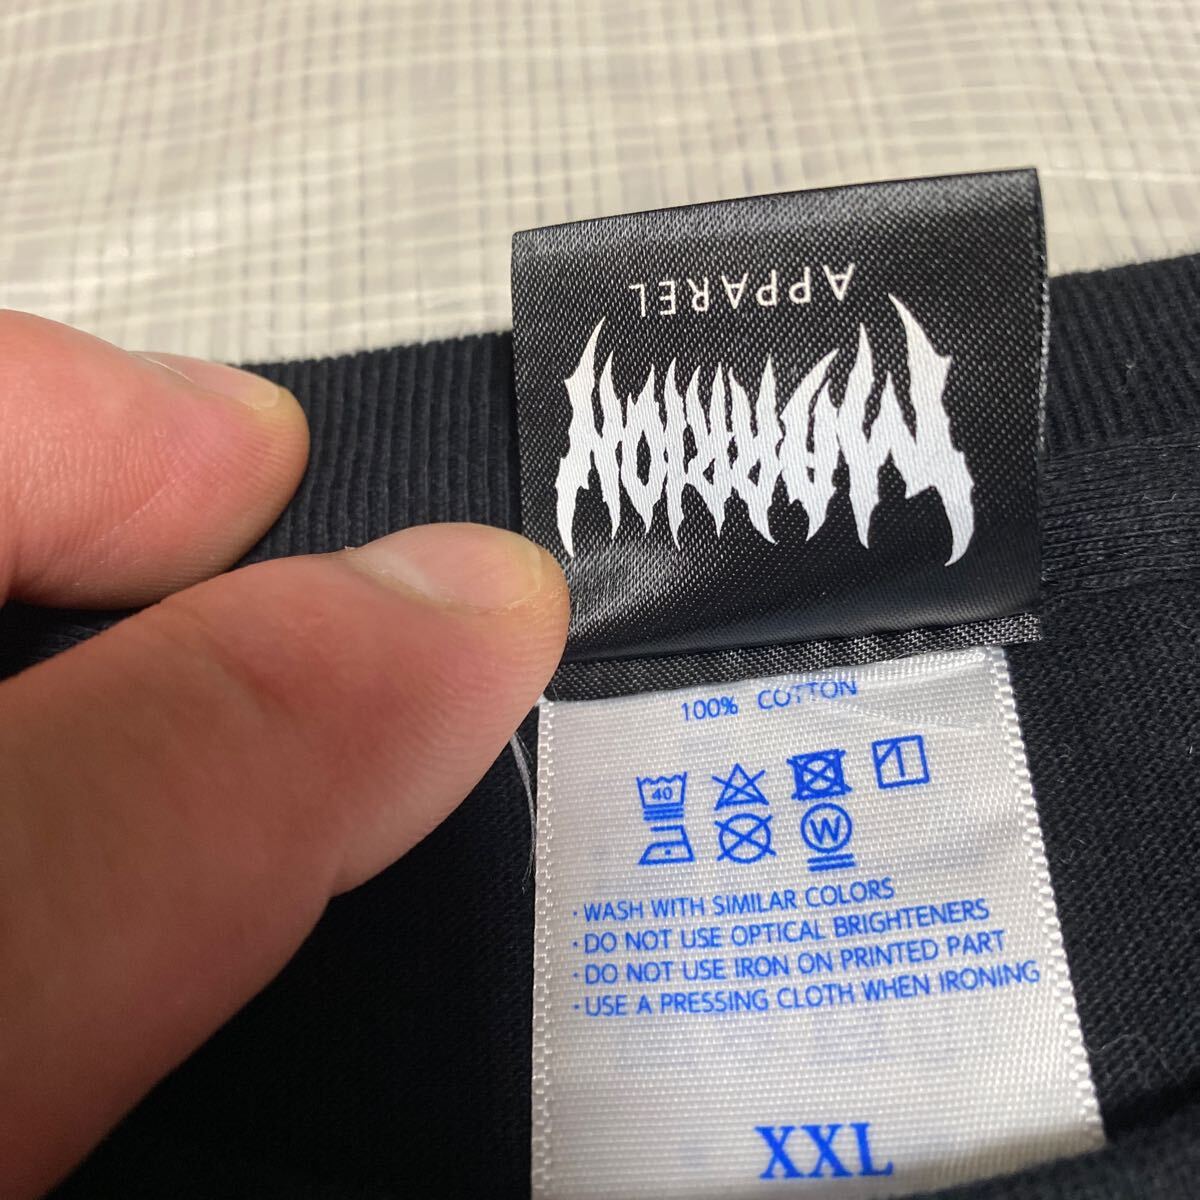 MARRION
APPAREL
100% COTTON
40
W
· WASH WITH SIMILAR COLORS
· DO NOT USE OPTICAL BRIGHTENERS
· DO NOT USE IRON ON PRINTED PART
· USE A PRESSING CLOTH WHEN IRONING
XXL